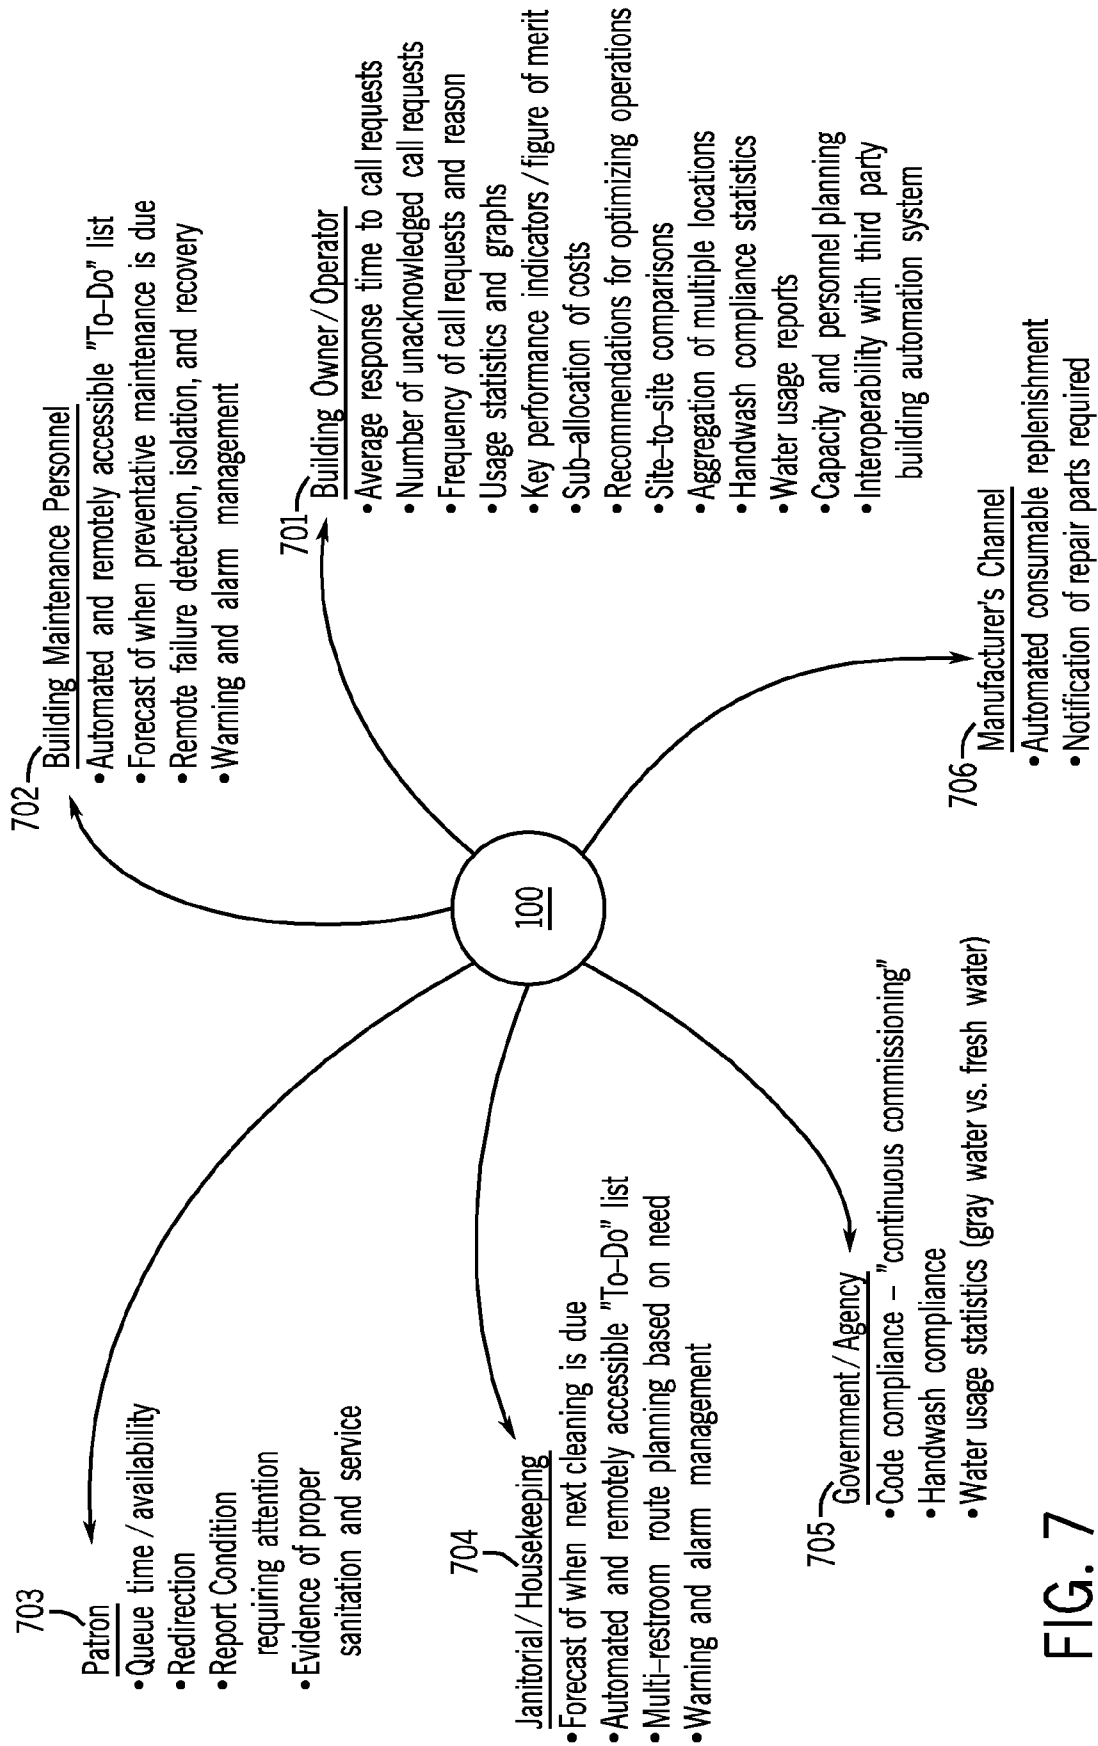 703
Patron
•Queue time / availability
•Redirection
•Report Condition
requiring attention
•Evidence of proper
sanitation and service
702
Building Maintenance Personnel
•Automated and remotely accessible "To–Do" list
•Forecast of when preventative maintenance is due
•Remote failure detection, isolation, and recovery
•Warning and alarm management
701
Building Owner/Operator
•Average response time to call requests
•Number of unacknowledged call requests
•Frequency of call requests and reason
•Usage statistics and graphs
•Key performance indicators / figure of merit
•Sub–allocation of costs
•Recommendations for optimizing operations
•Site–to–site comparisons
•Aggregation of multiple locations
•Handwash compliance statistics
•Water usage reports
•Capacity and personnel planning
•Interoperability with third party
building automation system
100
704
Janitorial/Housekeeping
•Forecast of when next cleaning is due
•Automated and remotely accessible "To–Do" list
•Multi–restroom route planning based on need
•Warning and alarm management
705
Government/Agency
•Code compliance – "continuous commissioning"
•Handwash compliance
•Water usage statistics (gray water vs. fresh water)
706
Manufacturer's Channel
•Automated consumable replenishment
•Notification of repair parts required
FIG. 7